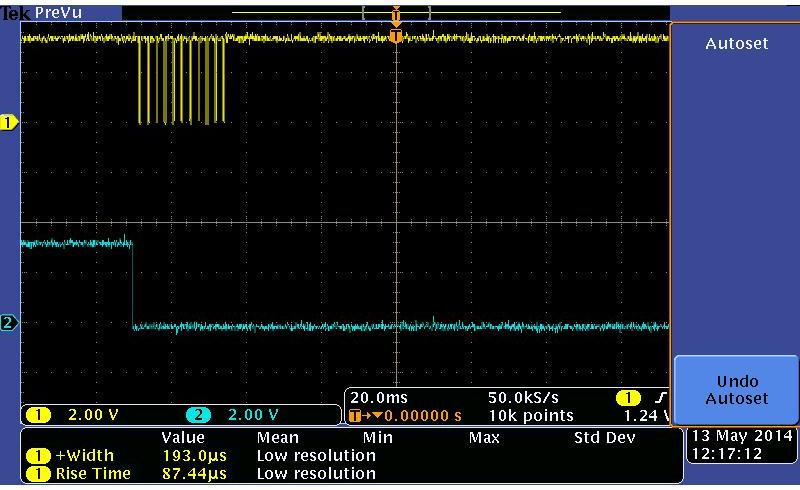 Tek PreVu
T
T
Autoset
1
2
Undo
Autoset
1 2.00 V 2 2.00 V
20.0ms 50.0kS/s 1
T→▼0.00000 s 10k points 1.24 V
Value Mean Min Max Std Dev
1 +Width 193.0µs Low resolution
1 Rise Time 87.44µs Low resolution
13 May 2014
12:17:12